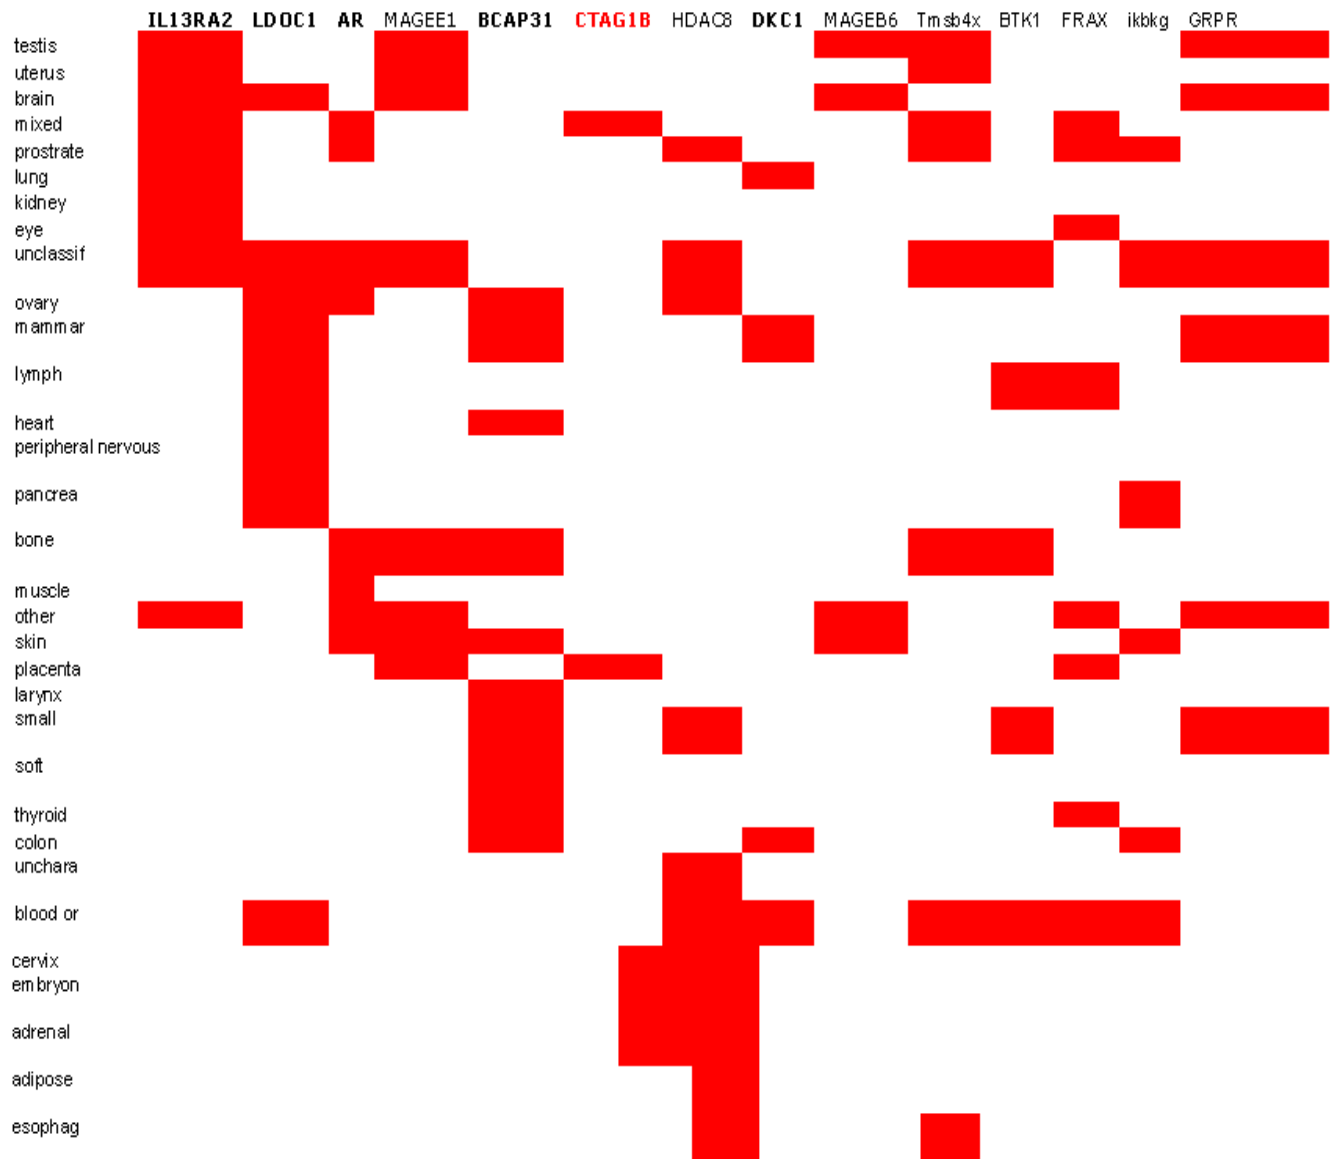 IL13RA2 LDOC1 AR MAGEE1 BCAP31 CTAG1B HDAC8 DKC1 MAGEB6 Tmsb4x BTK1 FRAX ikbkg GRPR
testis
uterus
brain
mixed
prostrate
lung
kidney
eye
unclassif
ovary
mammar
lymph
heart
peripheral nervous
pancrea
bone
muscle
other
skin
placenta
larynx
small
soft
thyroid
colon
unchara
blood or
cervix
embryon
adrenal
adipose
esophag